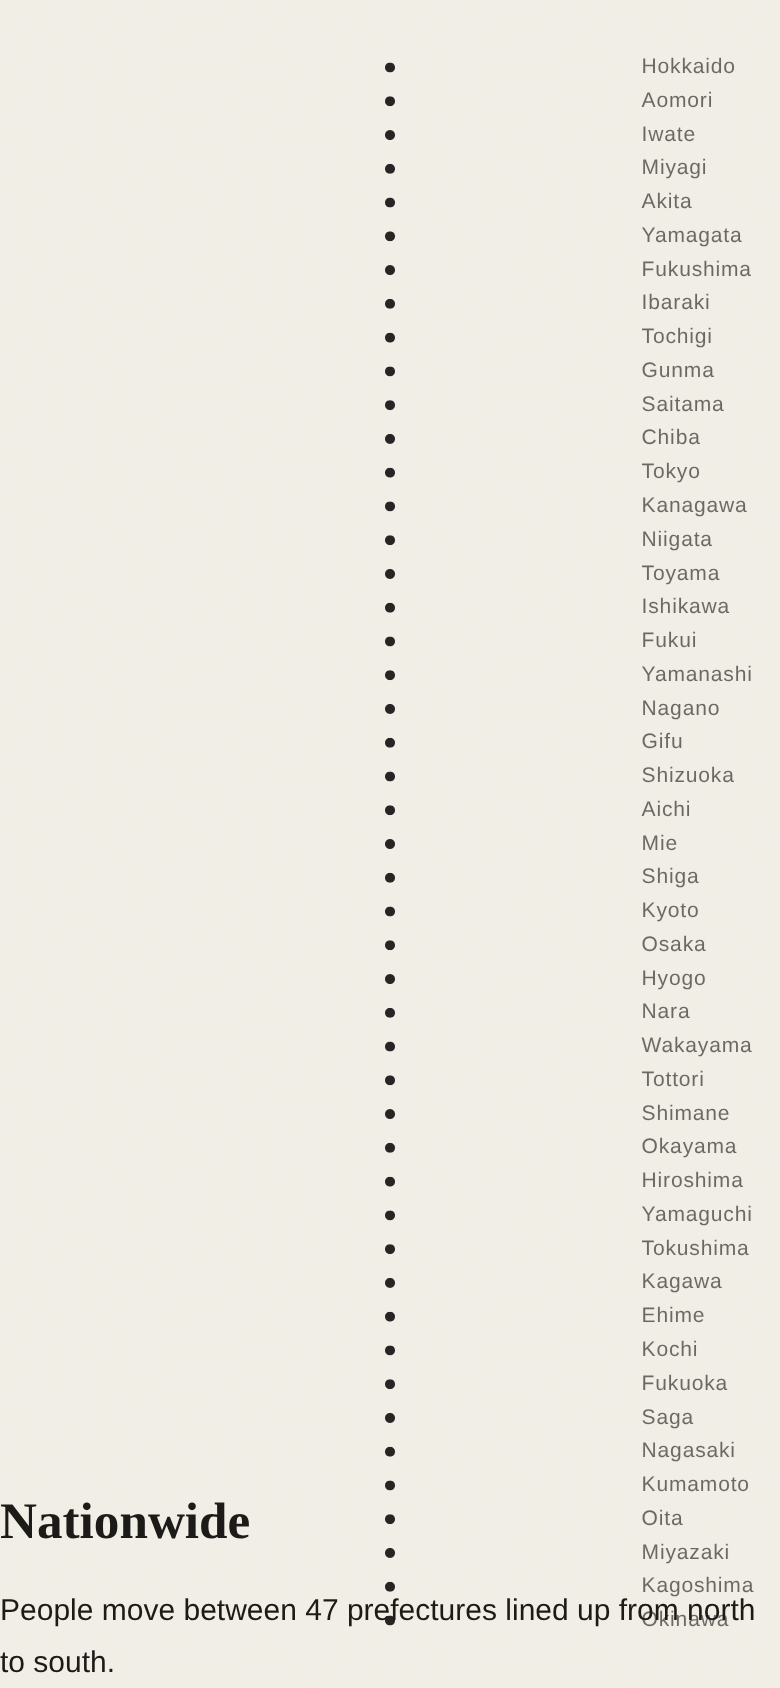 Hokkaido
Aomori
Iwate
Miyagi
Akita
Yamagata
Fukushima
Ibaraki
Tochigi
Gunma
Saitama
Chiba
Tokyo
Kanagawa
Niigata
Toyama
Ishikawa
Fukui
Yamanashi
Nagano
Gifu
Shizuoka
Aichi
Mie
Shiga
Kyoto
Osaka
Hyogo
Nara
Wakayama
Tottori
Shimane
Okayama
Hiroshima
Yamaguchi
Tokushima
Kagawa
Ehime
Kochi
Fukuoka
Saga
Nagasaki
Kumamoto
Oita
Miyazaki
Kagoshima
Okinawa
Nationwide
People move between 47 prefectures lined up from north
to south.